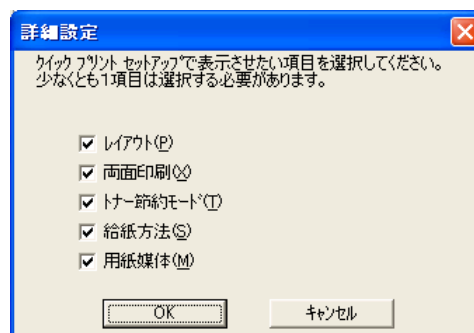 詳細設定
ｸｲｯｸ ﾌﾟﾘﾝﾄ ｾｯﾄｱｯﾌﾟで表示させたい項目を選択してください。
少なくとも1項目は選択する必要があります。
ﾚｲｱｳﾄ(P)
両面印刷(X)
ﾄﾅｰ節約ﾓｰﾄﾞ(T)
給紙方法(S)
用紙媒体(M)
OK
ｷｬﾝｾﾙ